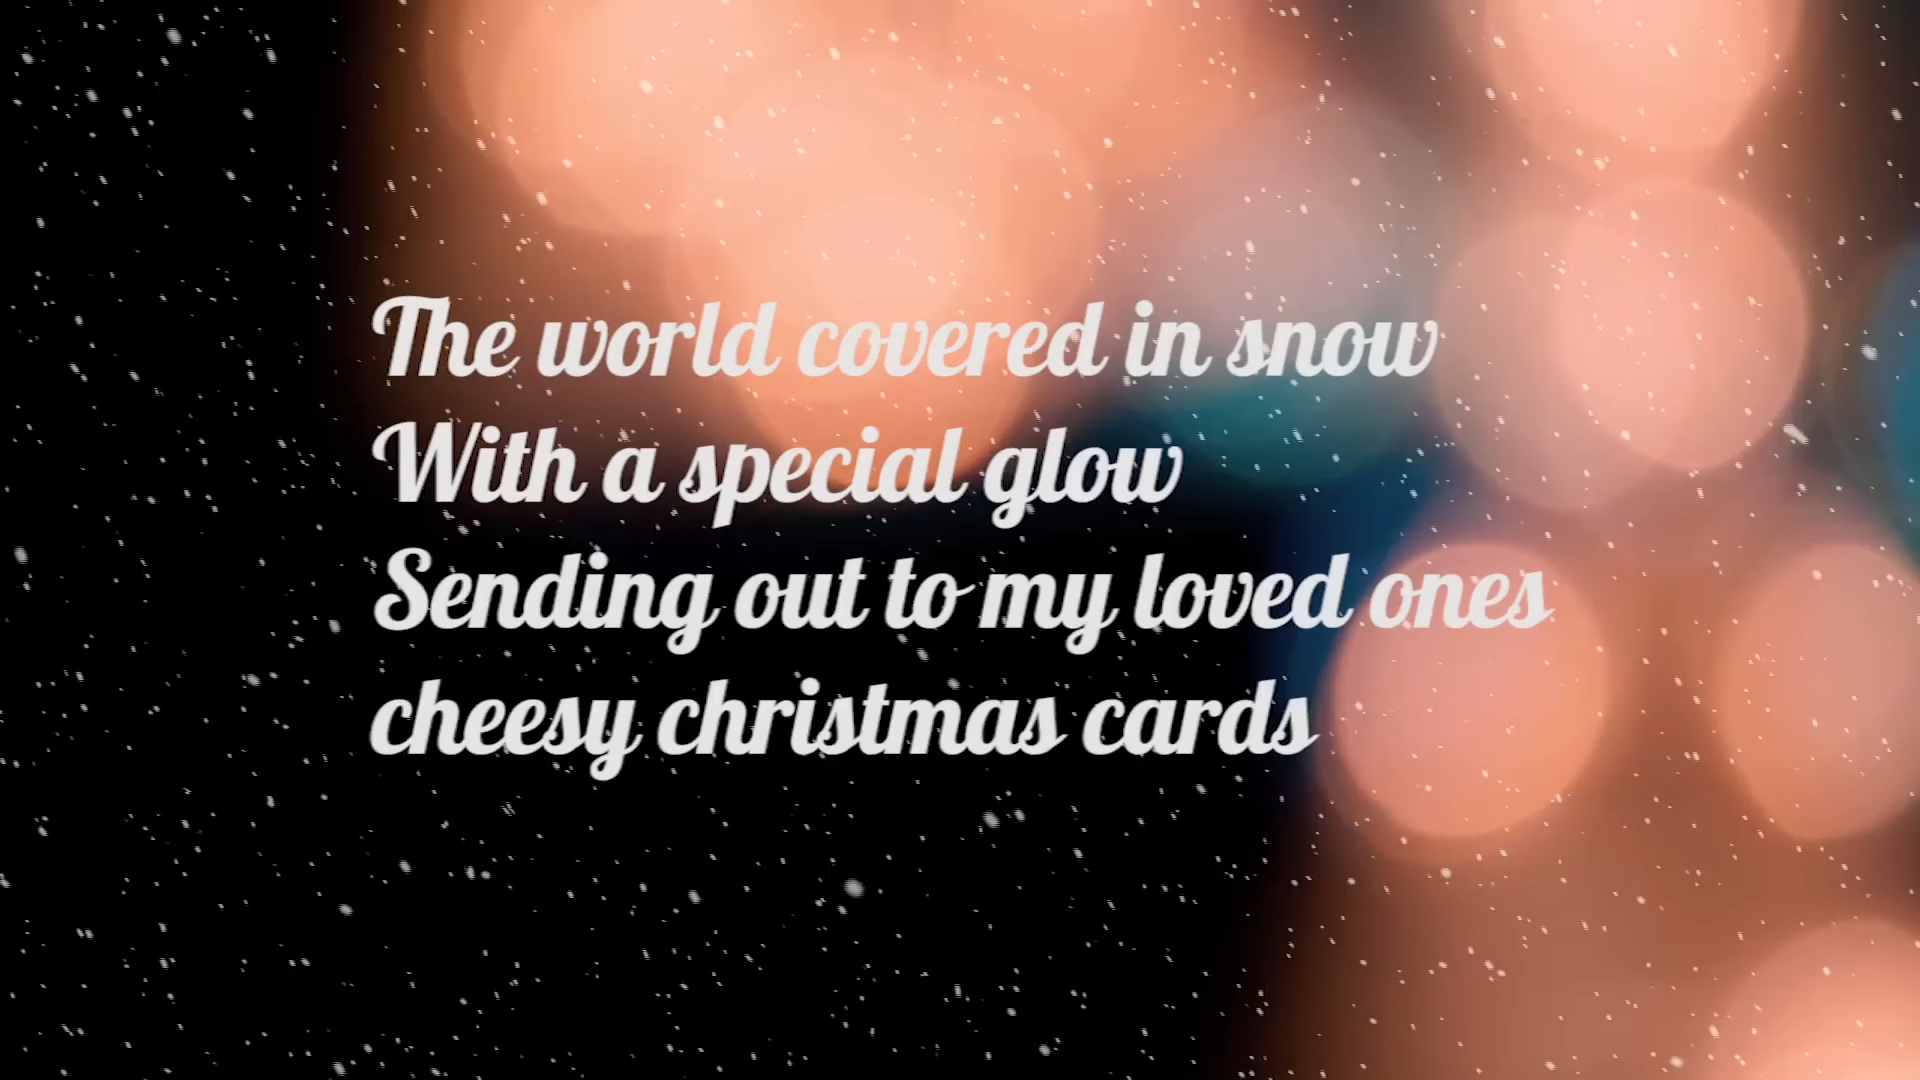 The world covered in snow
With a special glow
Sending out to my loved ones
cheesy christmas cards